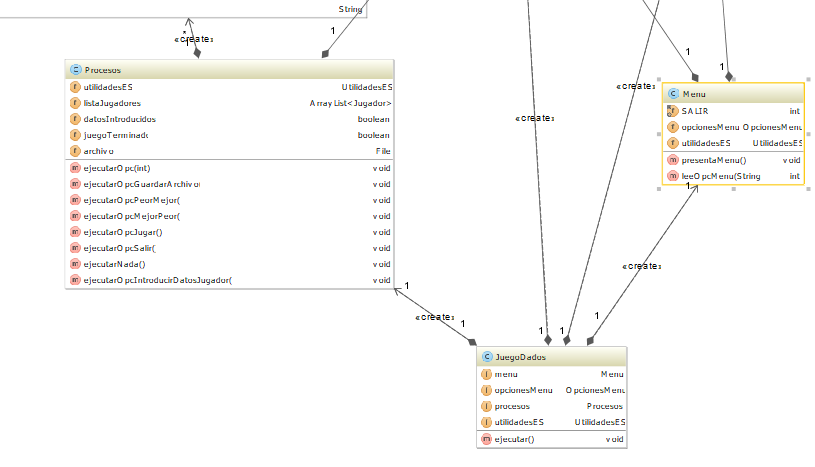 String
«create»
*
1
1
Procesos
utilidadesES UtilidadesES
listaJugadores ArrayList<Jugador>
datosIntroducidos boolean
juegoTerminado boolean
archivo File
ejecutarOpc(int) void
ejecutarOpcGuardarArchivo( void
ejecutarOpcPeorMejor( void
ejecutarOpcMejorPeor( void
ejecutarOpcJugar() void
ejecutarOpcSalir( void
ejecutarNada() void
ejecutarOpcIntroducirDatosJugador( void
«create»
«create»
1
1
Menu
SALIR int
opcionesMenu OpcionesMenu
utilidadesES UtilidadesES
presentaMenu() void
leeOpcMenu(String int
1
«create»
1
1
«create»
1
1
1
JuegoDados
menu Menu
opcionesMenu OpcionesMenu
procesos Procesos
utilidadesES UtilidadesES
ejecutar() void